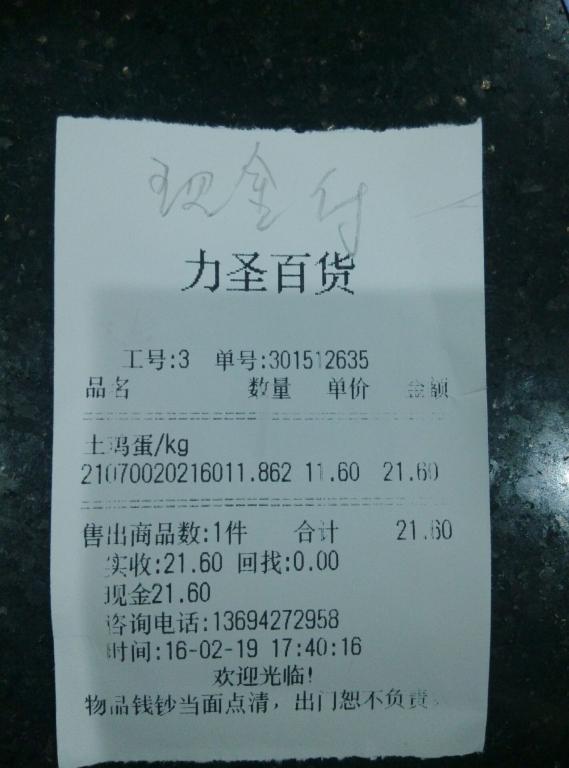 现金付
力圣百货
工号:3 单号:301512635
品名 数量 单价 金额
土鸡蛋/kg
21070020216011.862 11.60 21.60
售出商品数:1件 合计 21.60
实收:21.60 回找:0.00
现金21.60
咨询电话:13694272958
时间:16-02-19 17:40:16
欢迎光临!
物品钱钞当面点清，出门恕不负责。